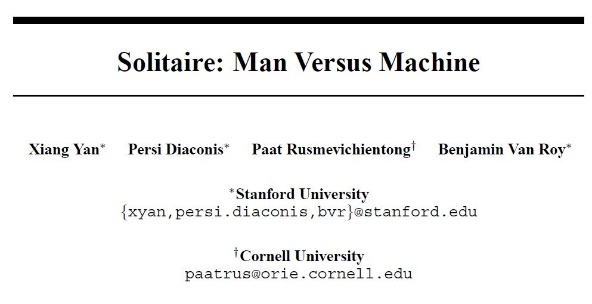 Solitaire: Man Versus Machine
Xiang Yan* Persi Diaconis* Paat Rusmevichientong† Benjamin Van Roy*
*Stanford University
{xyan,persi.diaconis,bvr}@stanford.edu
†Cornell University
paatrus@orie.cornell.edu